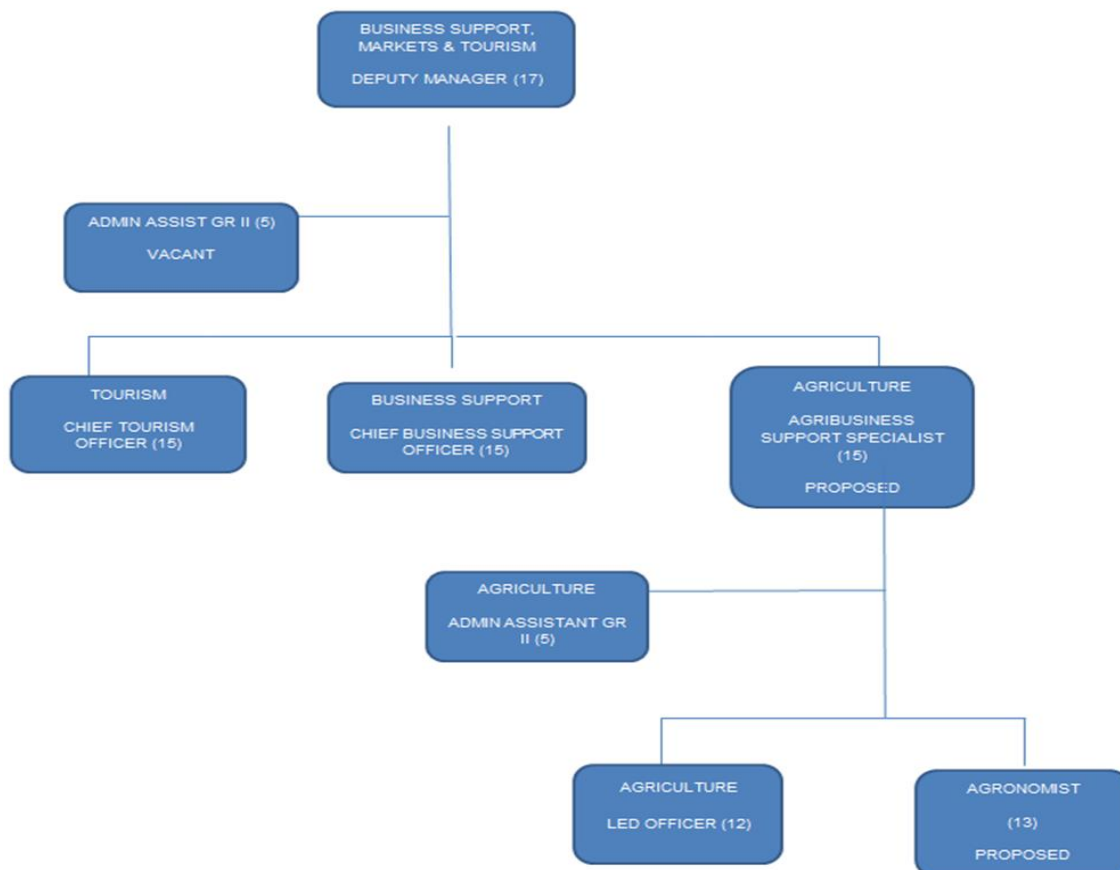 BUSINESS SUPPORT,
MARKETS & TOURISM
DEPUTY MANAGER (17)
ADMIN ASSIST GR II (5)
VACANT
TOURISM
CHIEF TOURISM
OFFICER (15)
BUSINESS SUPPORT
CHIEF BUSINESS SUPPORT
OFFICER (15)
AGRICULTURE
AGRIBUSINESS
SUPPORT SPECIALIST
(15)
PROPOSED
AGRICULTURE
ADMIN ASSISTANT GR
II (5)
AGRICULTURE
LED OFFICER (12)
AGRONOMIST
(13)
PROPOSED